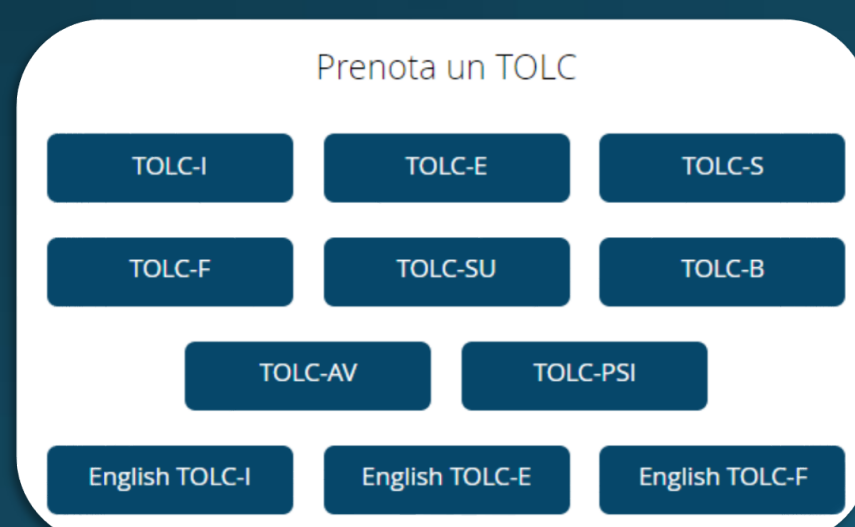 Prenota un TOLC
TOLC-I TOLC-E TOLC-S
TOLC-F TOLC-SU TOLC-B
TOLC-AV TOLC-PSI
English TOLC-I English TOLC-E English TOLC-F